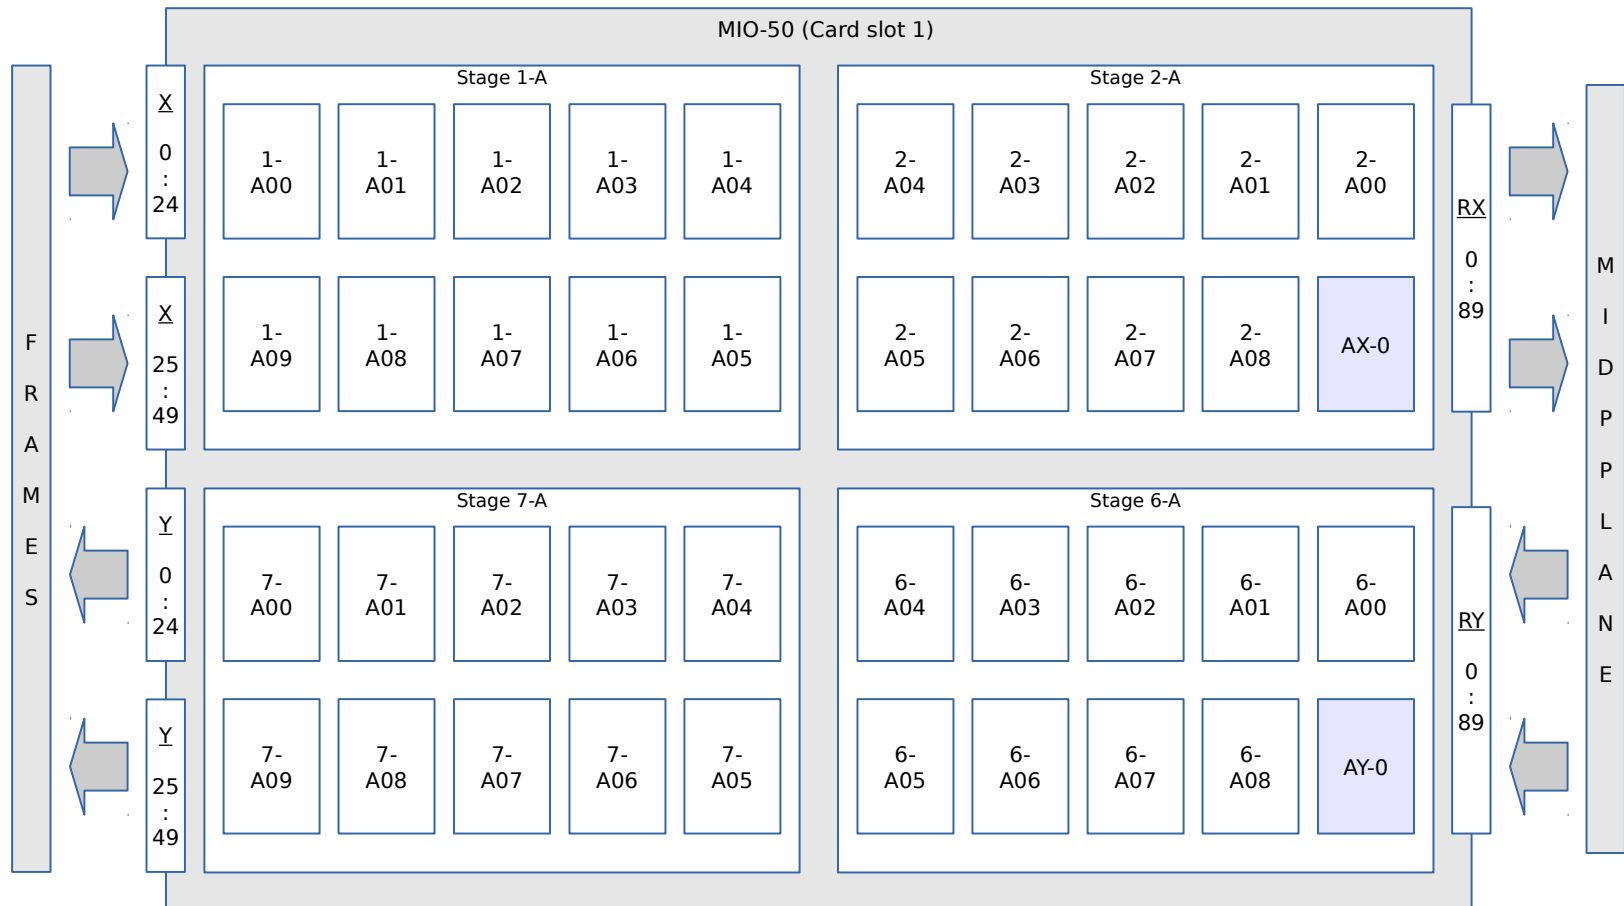 MIO-50 (Card slot 1)
F
R
A
M
E
S
X
0
:
24
X
25
:
49
Y
0
:
24
Y
25
:
49
Stage 1-A
1-
A00
1-
A01
1-
A02
1-
A03
1-
A04
1-
A09
1-
A08
1-
A07
1-
A06
1-
A05
Stage 2-A
2-
A04
2-
A03
2-
A02
2-
A01
2-
A00
2-
A05
2-
A06
2-
A07
2-
A08
AX-0
Stage 7-A
7-
A00
7-
A01
7-
A02
7-
A03
7-
A04
7-
A09
7-
A08
7-
A07
7-
A06
7-
A05
Stage 6-A
6-
A04
6-
A03
6-
A02
6-
A01
6-
A00
6-
A05
6-
A06
6-
A07
6-
A08
AY-0
RX
0
:
89
RY
0
:
89
M
I
D
P
P
L
A
N
E